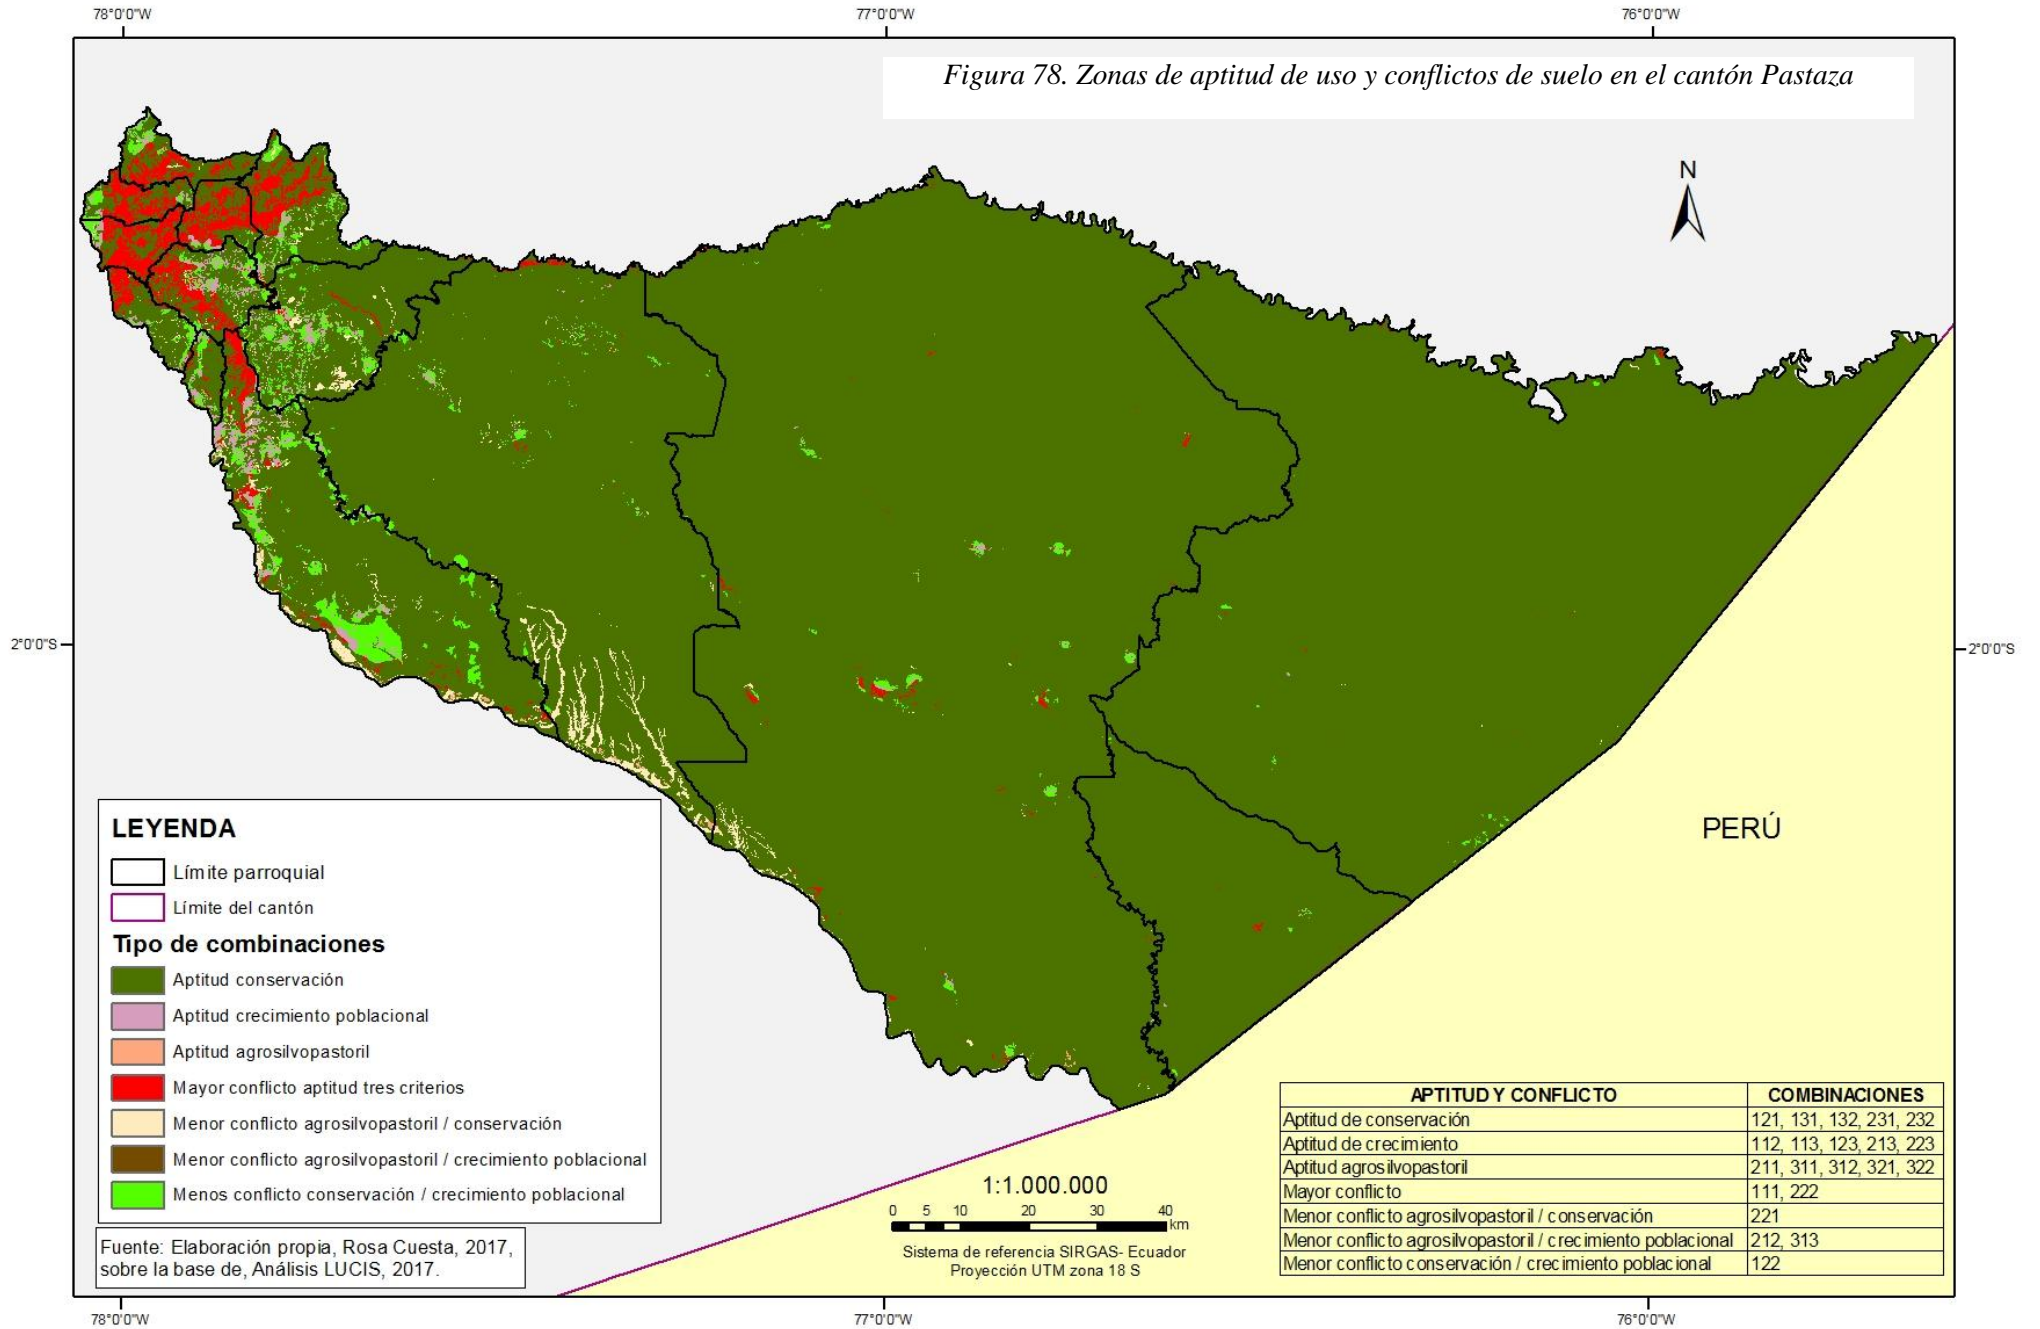 78°0'0"W
77°0'0"W
76°0'0"W
Figura 78. Zonas de aptitud de uso y conflictos de suelo en el cantón Pastaza
N
2°0'0"S
2°0'0"S
PERÚ
LEYENDA
Límite parroquial
Límite del cantón
Tipo de combinaciones
Aptitud conservación
Aptitud crecimiento poblacional
Aptitud agrosilvopastoril
Mayor conflicto aptitud tres criterios
Menor conflicto agrosilvopastoril / conservación
Menor conflicto agrosilvopastoril / crecimiento poblacional
Menos conflicto conservación / crecimiento poblacional
Fuente: Elaboración propia, Rosa Cuesta, 2017,
sobre la base de, Análisis LUCIS, 2017.
1:1.000.000
0 5 10 20 30 40
km
Sistema de referencia SIRGAS- Ecuador
Proyección UTM zona 18 S
APTITUD Y CONFLICTO COMBINACIONES
Aptitud de conservación 121, 131, 132, 231, 232
Aptitud de crecimiento 112, 113, 123, 213, 223
Aptitud agrosilvopastoril 211, 311, 312, 321, 322
Mayor conflicto 111, 222
Menor conflicto agrosilvopastoril / conservación 221
Menor conflicto agrosilvopastoril / crecimiento poblacional 212, 313
Menor conflicto conservación / crecimiento poblacional 122
78°0'0"W
77°0'0"W
76°0'0"W